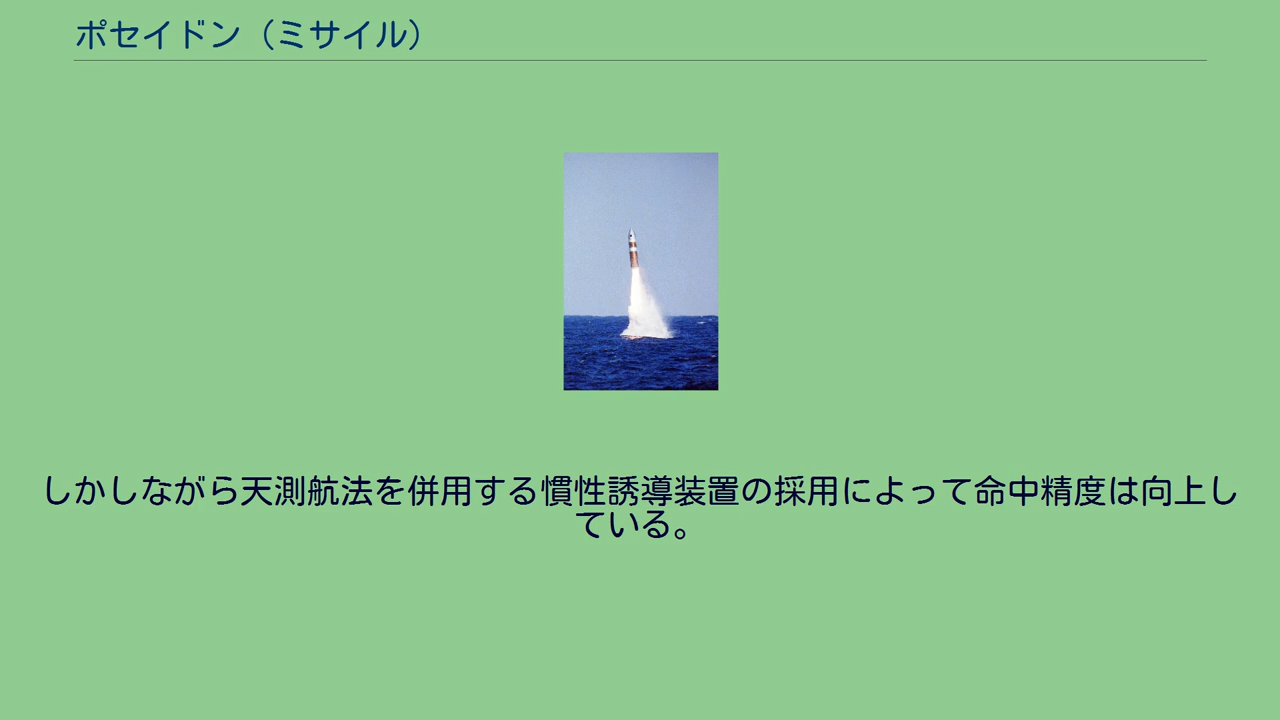 ポセイドン（ミサイル）
しかしながら天測航法を併用する慣性誘導装置の採用によって命中精度は向上し
ている。